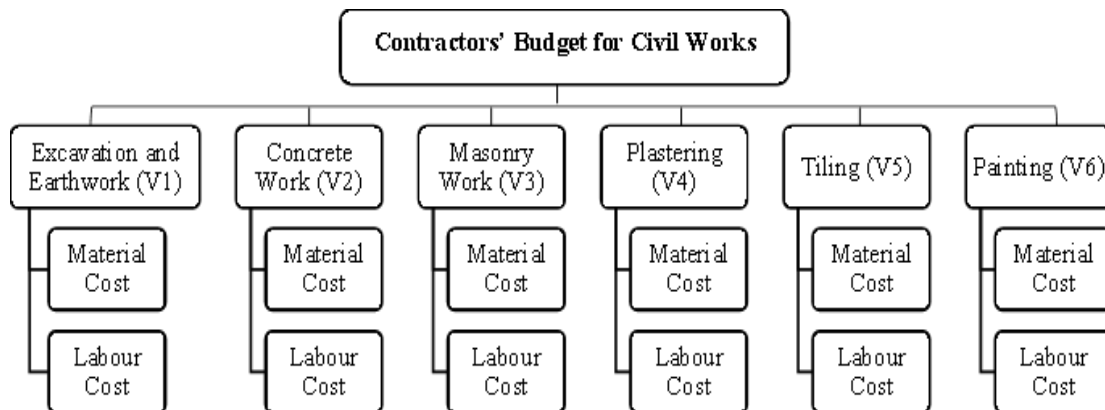 Contractors’ Budget for Civil Works
Excavation and
Earthwork (V1)
Concrete
Work (V2)
Masonry
Work (V3)
Plastering
(V4)
Tiling (V5)
Painting (V6)
Material
Cost
Material
Cost
Material
Cost
Material
Cost
Material
Cost
Material
Cost
Labour
Cost
Labour
Cost
Labour
Cost
Labour
Cost
Labour
Cost
Labour
Cost